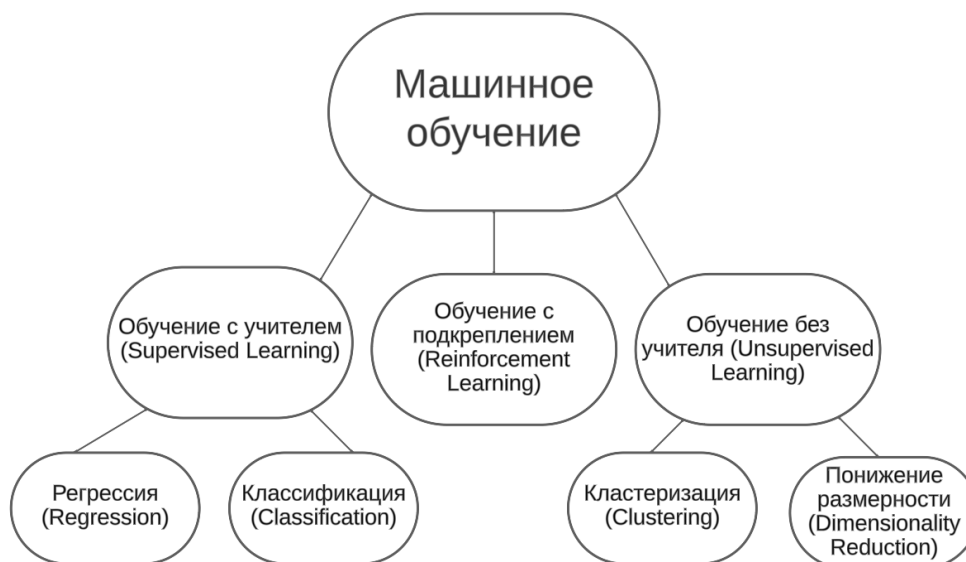 Машинное
обучение
Обучение с учителем
(Supervised Learning)
Обучение с
подкреплением
(Reinforcement
Learning)
Обучение без
учителя (Unsupervised
Learning)
Регрессия
(Regression)
Классификация
(Classification)
Кластеризация
(Clustering)
Понижение
размерности
(Dimensionality
Reduction)